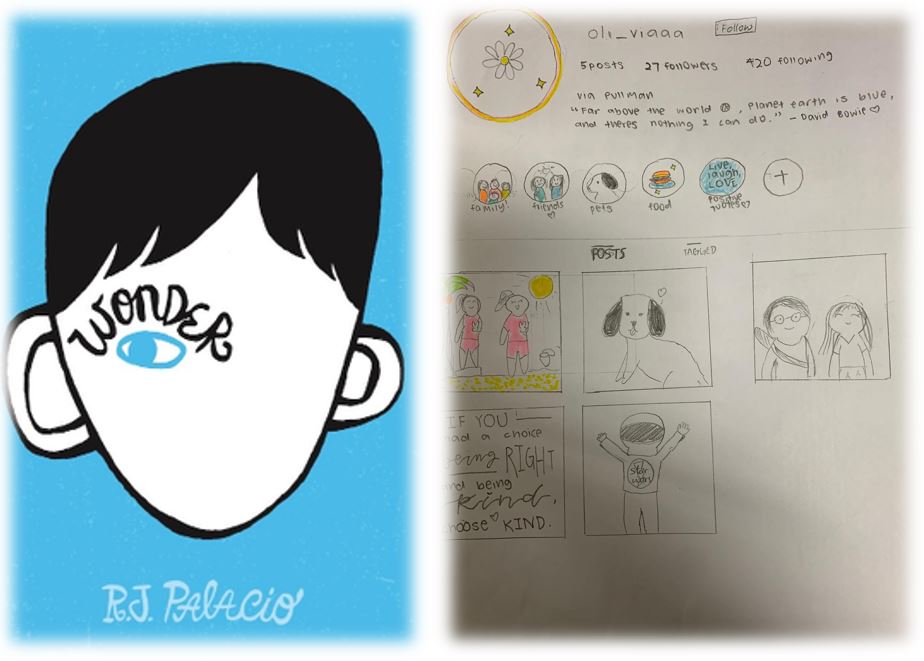 WONDER
R.J. PALACIO
oli_viaaa
Follow
5 posts 27 followers 420 following
via Pullman
"Far above the world, Planet earth is blue,
and theres nothing I can do." - David Bowie
family!
friends
pets
food
LIVE,
laugh,
LOVE
positive
quotes
POSTS TAGGED
IF YOU
had a choice
being RIGHT
and being
kind,
choose KIND.
star
wars